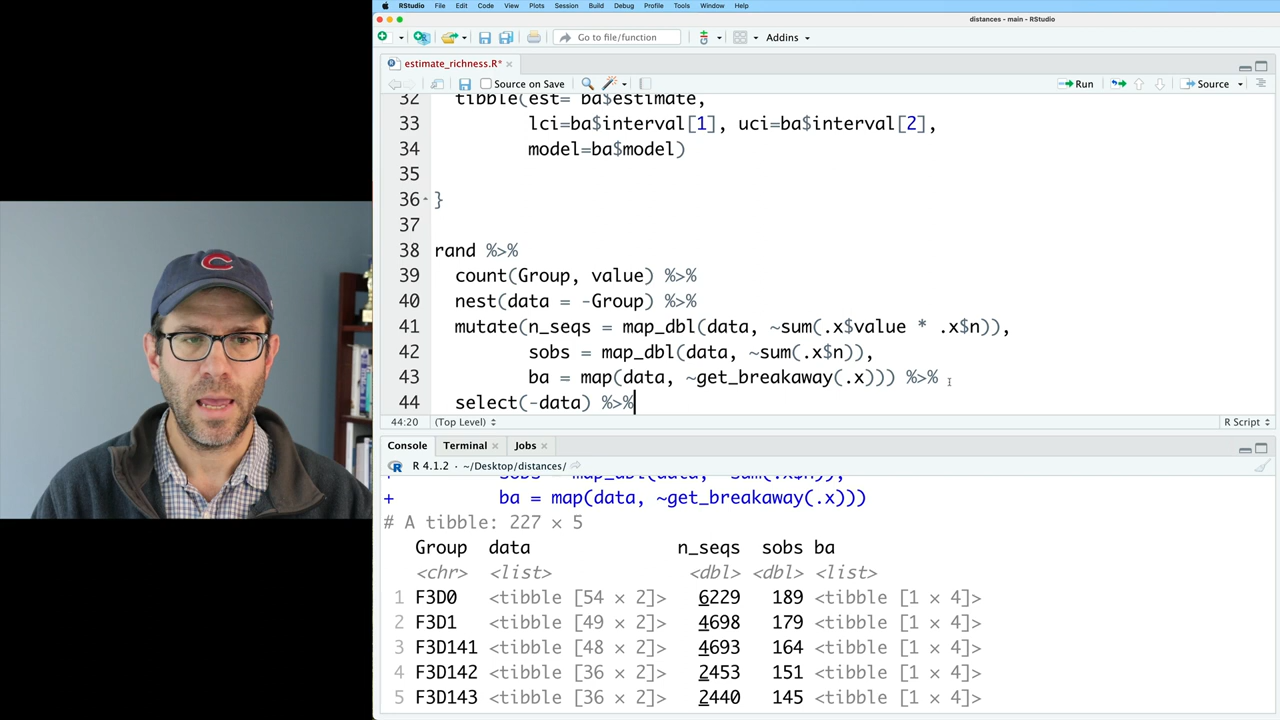 RStudio File Edit Code View Plots Session Build Debug Profile Tools Window Help
distances - main - RStudio
Go to file/function Addins
estimate_richness.R*
Source on Save Run Source
32 tibble(est= ba$estimate,
33 lci=ba$interval[1], uci=ba$interval[2],
34 model=ba$model)
35
36 }
37
38 rand %>%
39 count(Group, value) %>%
40 nest(data = -Group) %>%
41 mutate(n_seqs = map_dbl(data, ~sum(.x$value * .x$n)),
42 sobs = map_dbl(data, ~sum(.x$n)),
43 ba = map(data, ~get_breakaway(.x))) %>%
44 select(-data) %>%
44:20 (Top Level) R Script
Console Terminal Jobs
R 4.1.2 · ~/Desktop/distances/
+ sobs = map_dbl(data, ~sum(.x$n)),
+ ba = map(data, ~get_breakaway(.x)))
# A tibble: 227 × 5
Group data n_seqs sobs ba
<chr> <list> <dbl> <dbl> <list>
1 F3D0 <tibble [54 × 2]> 6229 189 <tibble [1 × 4]>
2 F3D1 <tibble [49 × 2]> 4698 179 <tibble [1 × 4]>
3 F3D141 <tibble [48 × 2]> 4693 164 <tibble [1 × 4]>
4 F3D142 <tibble [36 × 2]> 2453 151 <tibble [1 × 4]>
5 F3D143 <tibble [36 × 2]> 2440 145 <tibble [1 × 4]>